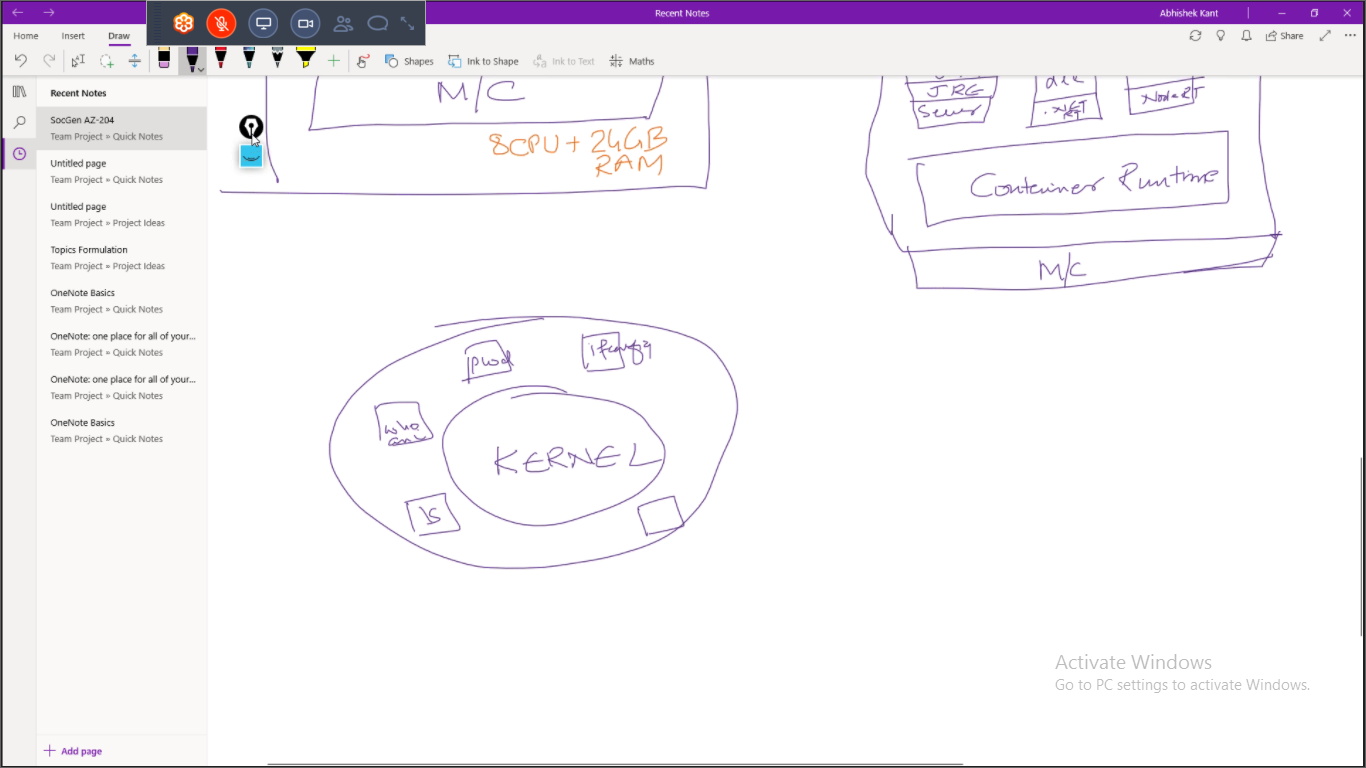 Recent Notes
Abhishek Kant
Home
Insert
Draw
Share
Shapes
Ink to Shape
Ink to Text
Maths
Recent Notes
SocGen AZ-204
Team Project » Quick Notes
Untitled page
Team Project » Quick Notes
Untitled page
Team Project » Project Ideas
Topics Formulation
Team Project » Project Ideas
OneNote Basics
Team Project » Quick Notes
OneNote: one place for all of your...
Team Project » Quick Notes
OneNote: one place for all of your...
Team Project » Quick Notes
OneNote Basics
Team Project » Quick Notes
Add page
M/C
8CPU + 24GB
RAM
JRE
.NET
RT
NodeRT
Container Runtime
M/C
pwd
ifconfig
who
am
KERNEL
ls
Activate Windows
Go to PC settings to activate Windows.